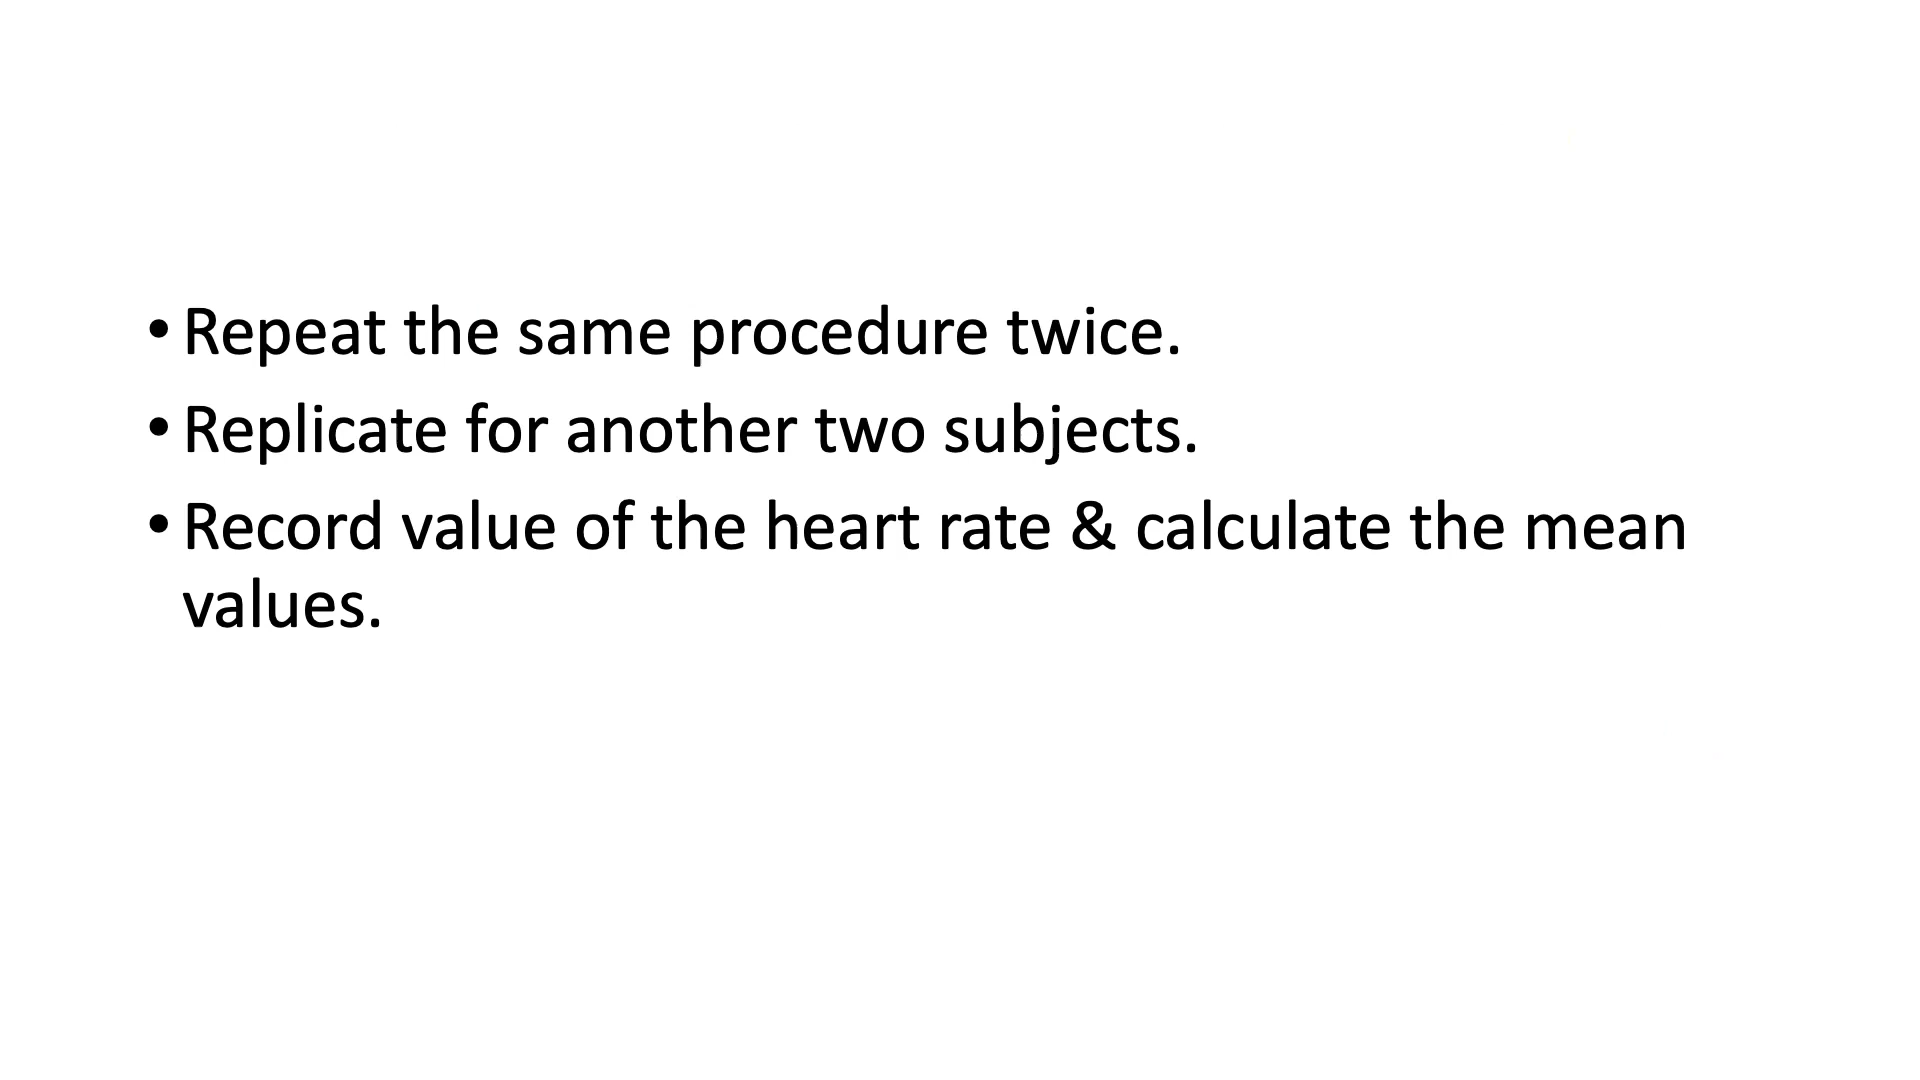 • Repeat the same procedure twice.
• Replicate for another two subjects.
• Record value of the heart rate & calculate the mean
values.